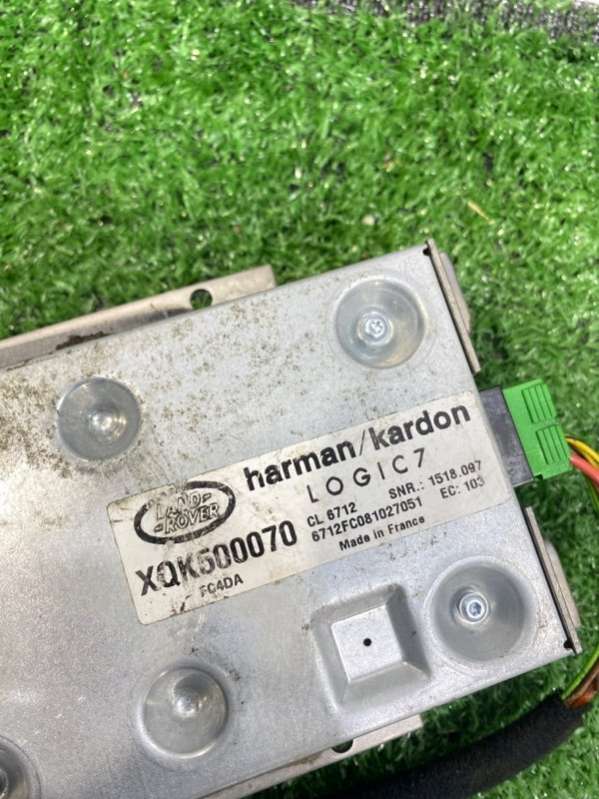 LAND-
-ROVER
harman/kardon
LOGIC7
XQK500070
CL 6712 SNR.: 1518.097
6712FC081027051 EC: 103
FC4DA Made in France